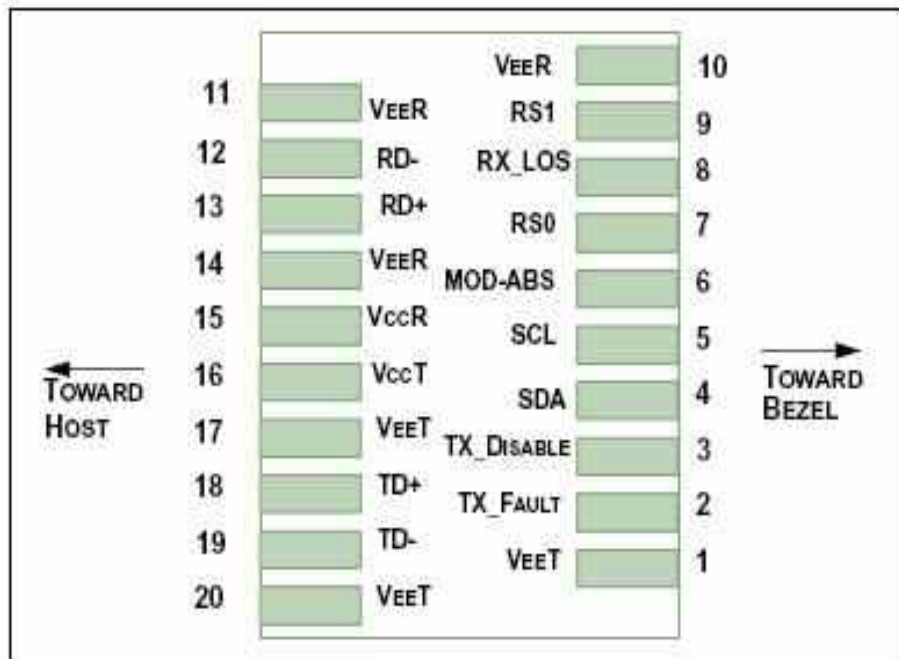 11 VEER
12 RD-
13 RD+
14 VEER
15 VCCR
16 VCCT
17 VEET
18 TD+
19 TD-
20 VEET
VEER 10
RS1 9
RX_LOS 8
RS0 7
MOD-ABS 6
SCL 5
SDA 4
TX_DISABLE 3
TX_FAULT 2
VEET 1
TOWARD
HOST
TOWARD
BEZEL